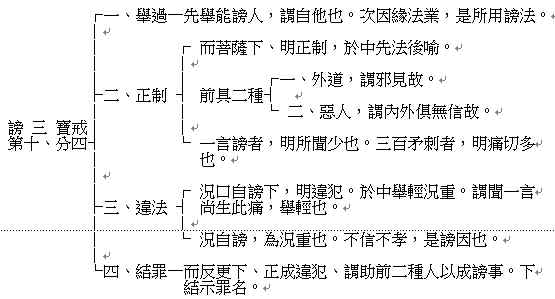 一、舉過－先舉能謗人，謂自他也。次因緣法業，是所用謗法。
而菩薩下、明正制，於中先法後喻。
二、正制
前具二種
一、外道，謂邪見故。
二、惡人，謂內外俱無信故。
謗三寶戒
第十、分四
一言謗者，明所聞少也。三百矛刺者，明痛切多
也。
三、違法
況口自謗下，明違犯。於中舉輕況重。謂聞一言
尚生此痛，舉輕也。
況自謗，為況重也。不信不孝，是謗因也。
四、結罪－而反更下、正成違犯、謂助前二種人以成謗事。下
結示罪名。